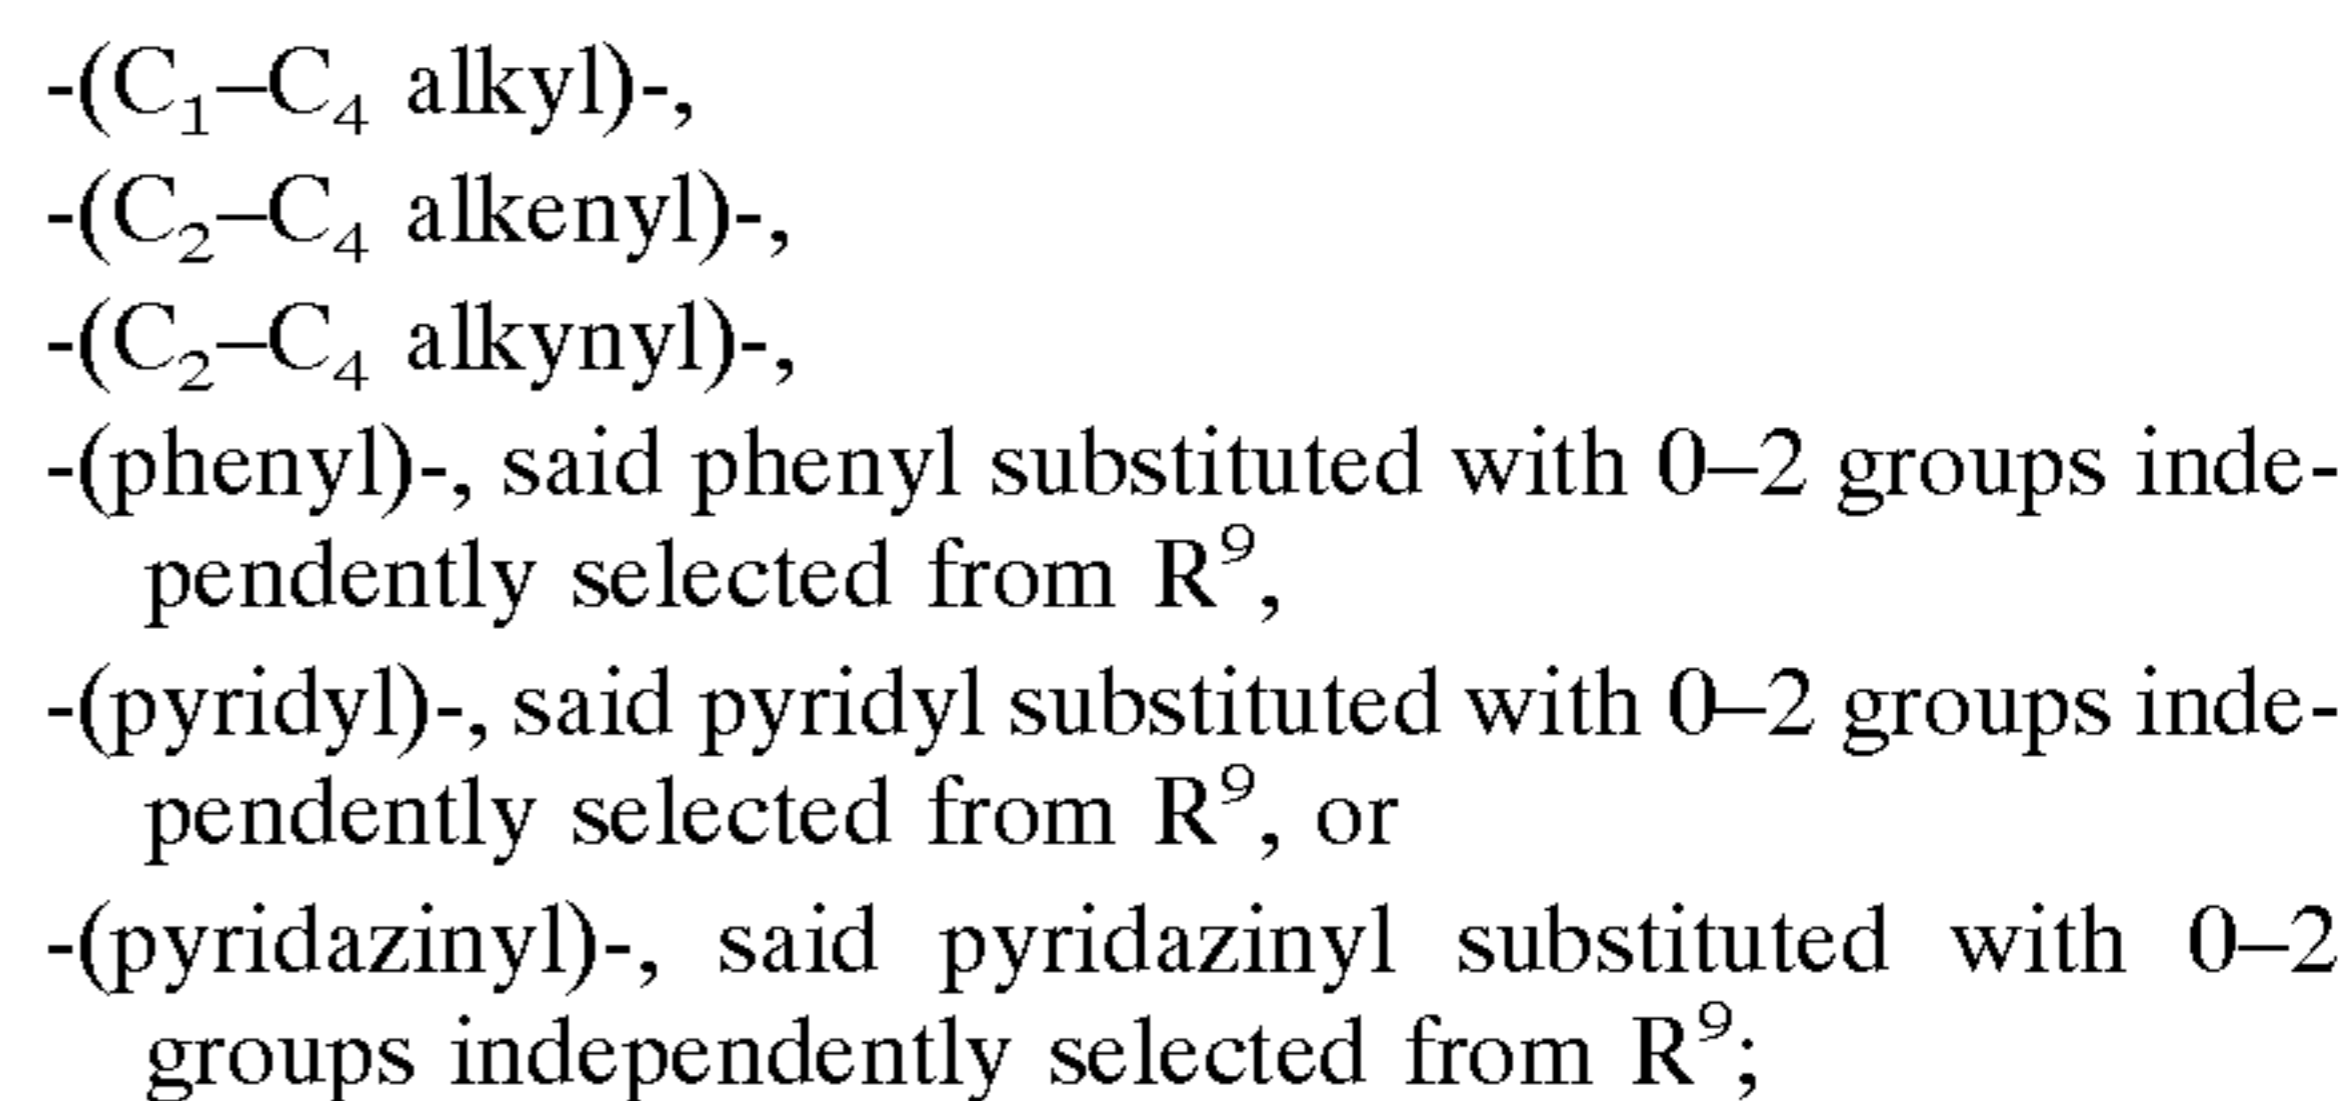 -(C₁–C₄ alkyl)-,
-(C₂–C₄ alkenyl)-,
-(C₂–C₄ alkynyl)-,
-(phenyl)-, said phenyl substituted with 0–2 groups inde-
pendently selected from R⁹,
-(pyridyl)-, said pyridyl substituted with 0–2 groups inde-
pendently selected from R⁹, or
-(pyridazinyl)-, said pyridazinyl substituted with 0–2
groups independently selected from R⁹;